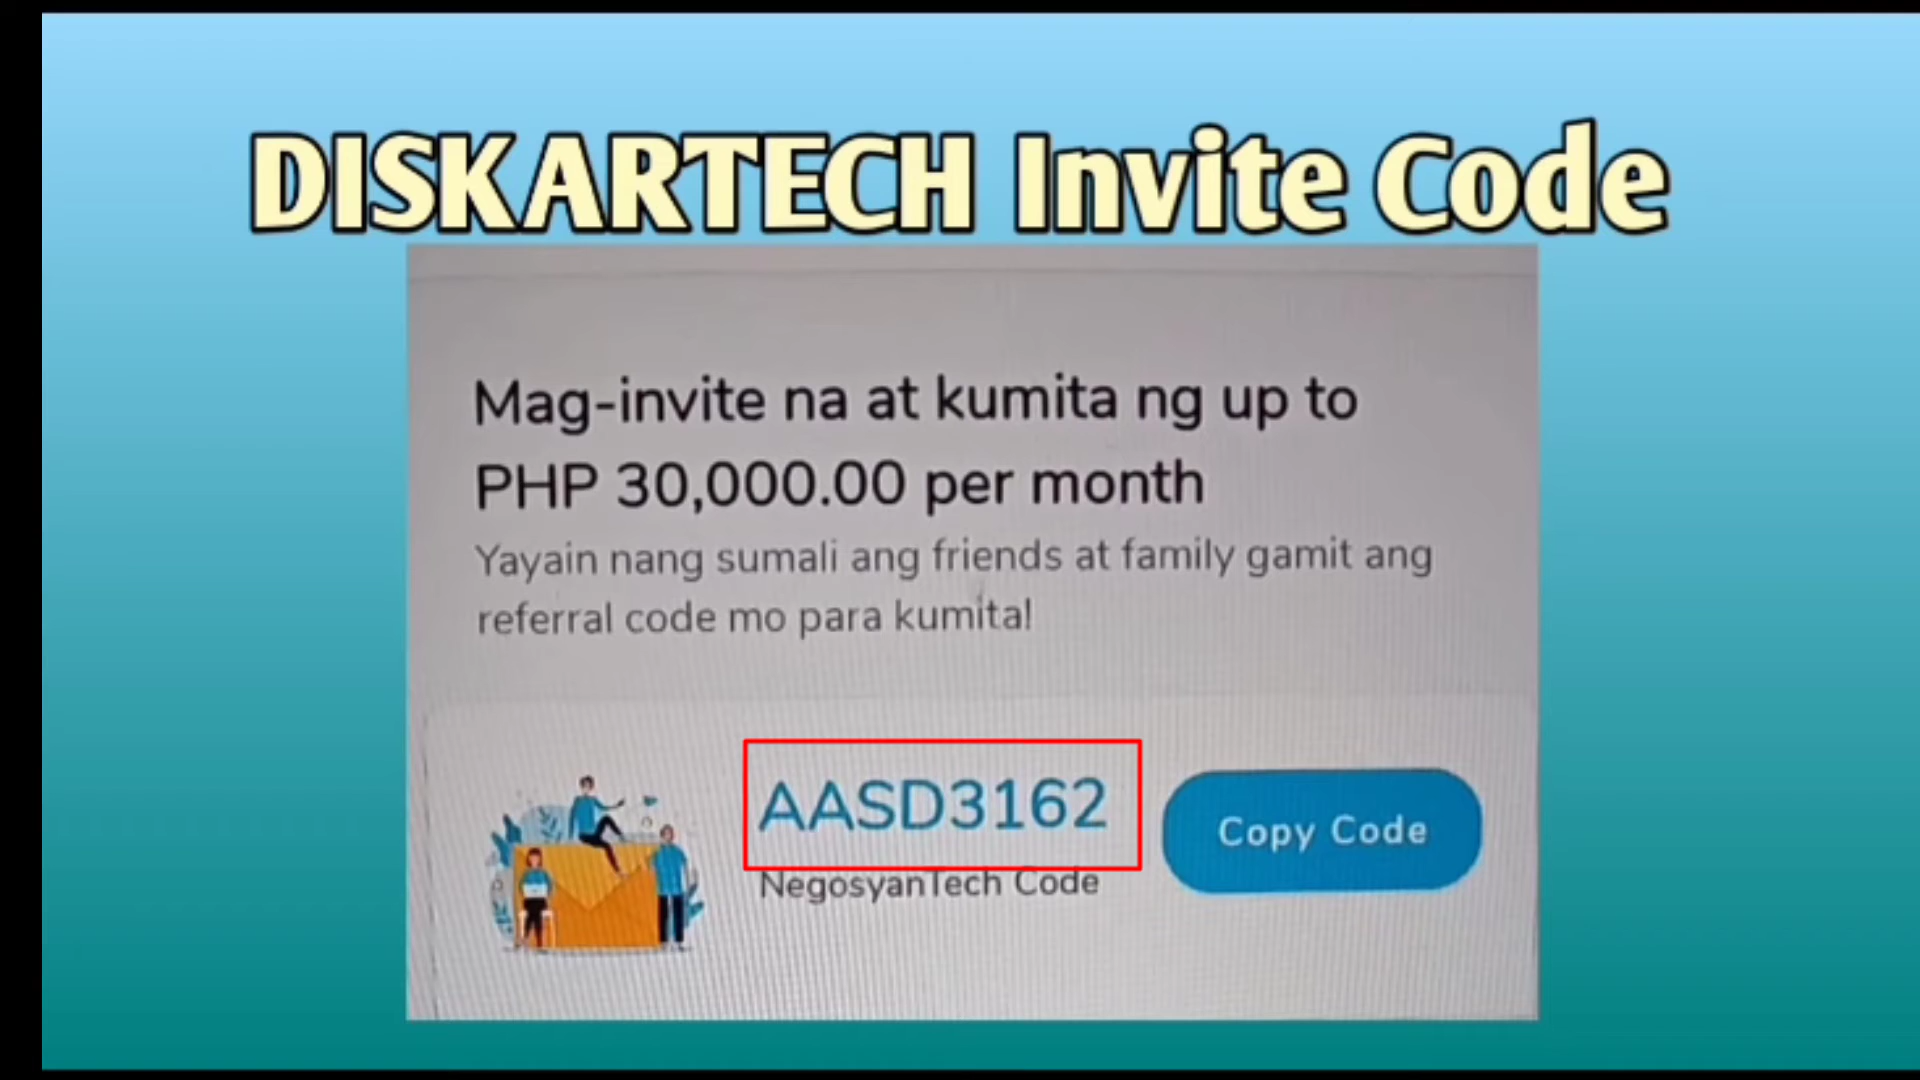 DISKARTECH Invite Code
Mag-invite na at kumita ng up to
PHP 30,000.00 per month
Yayain nang sumali ang friends at family gamit ang
referral code mo para kumita!
AASD3162
Copy Code
NegosyanTech Code